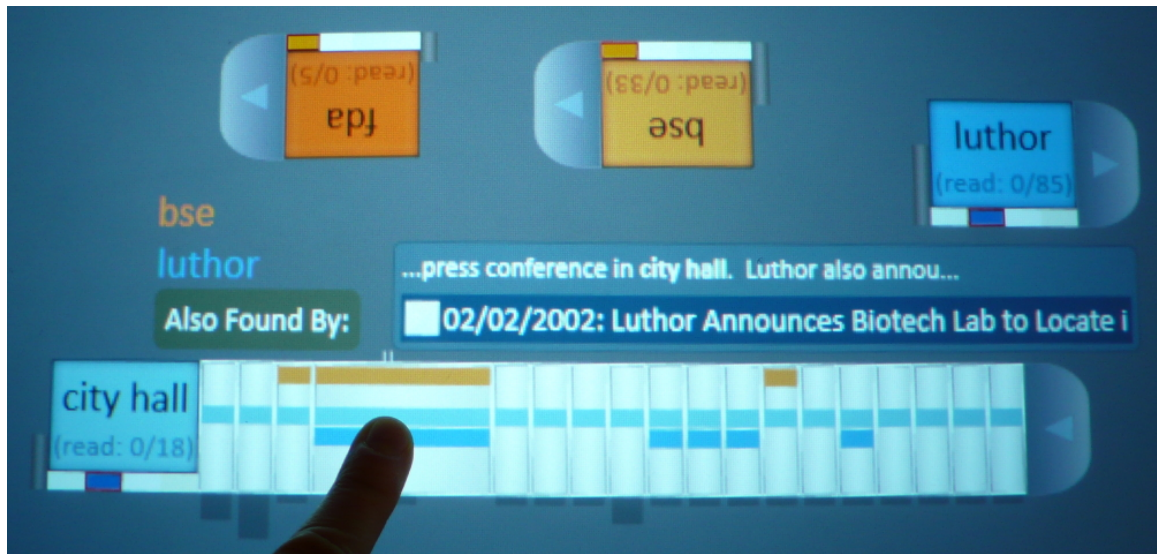 (read: 0/5)
fda
(read: 0/33)
bse
luthor
(read: 0/85)
bse
luthor
Also Found By:
...press conference in city hall. Luthor also annou...
02/02/2002: Luthor Announces Biotech Lab to Locate i
city hall
(read: 0/18)